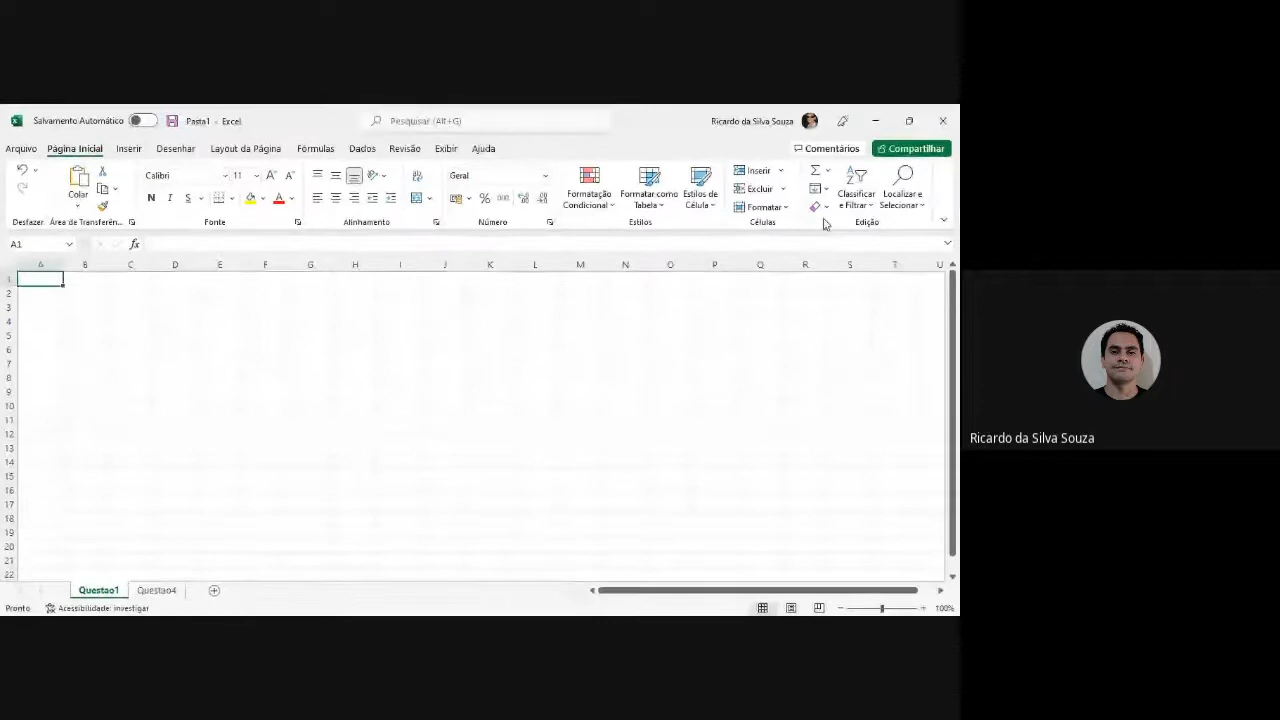 Salvamento Automático Pasta1 - Excel Pesquisar (Alt+G) Ricardo da Silva Souza
Arquivo Página Inicial Inserir Desenhar Layout da Página Fórmulas Dados Revisão Exibir Ajuda Comentários Compartilhar
Colar Calibri 11 A^ A˅ Geral Formatação Condicional Formatar como Tabela Estilos de Célula Inserir Σ Classificar e Filtrar Localizar e Selecionar
N I S A % 000 Excluir
Formatar
Desfazer Área de Transferên... Fonte Alinhamento Número Estilos Células Edição
A1 fx
A B C D E F G H I J K L M N O P Q R S T U
1
2
3
4
5
6
7
8
9
10
11
12
13
14
15
16
17
18
19
20
21
22
Questao1 Questao4
Pronto Acessibilidade: investigar 100%
Ricardo da Silva Souza